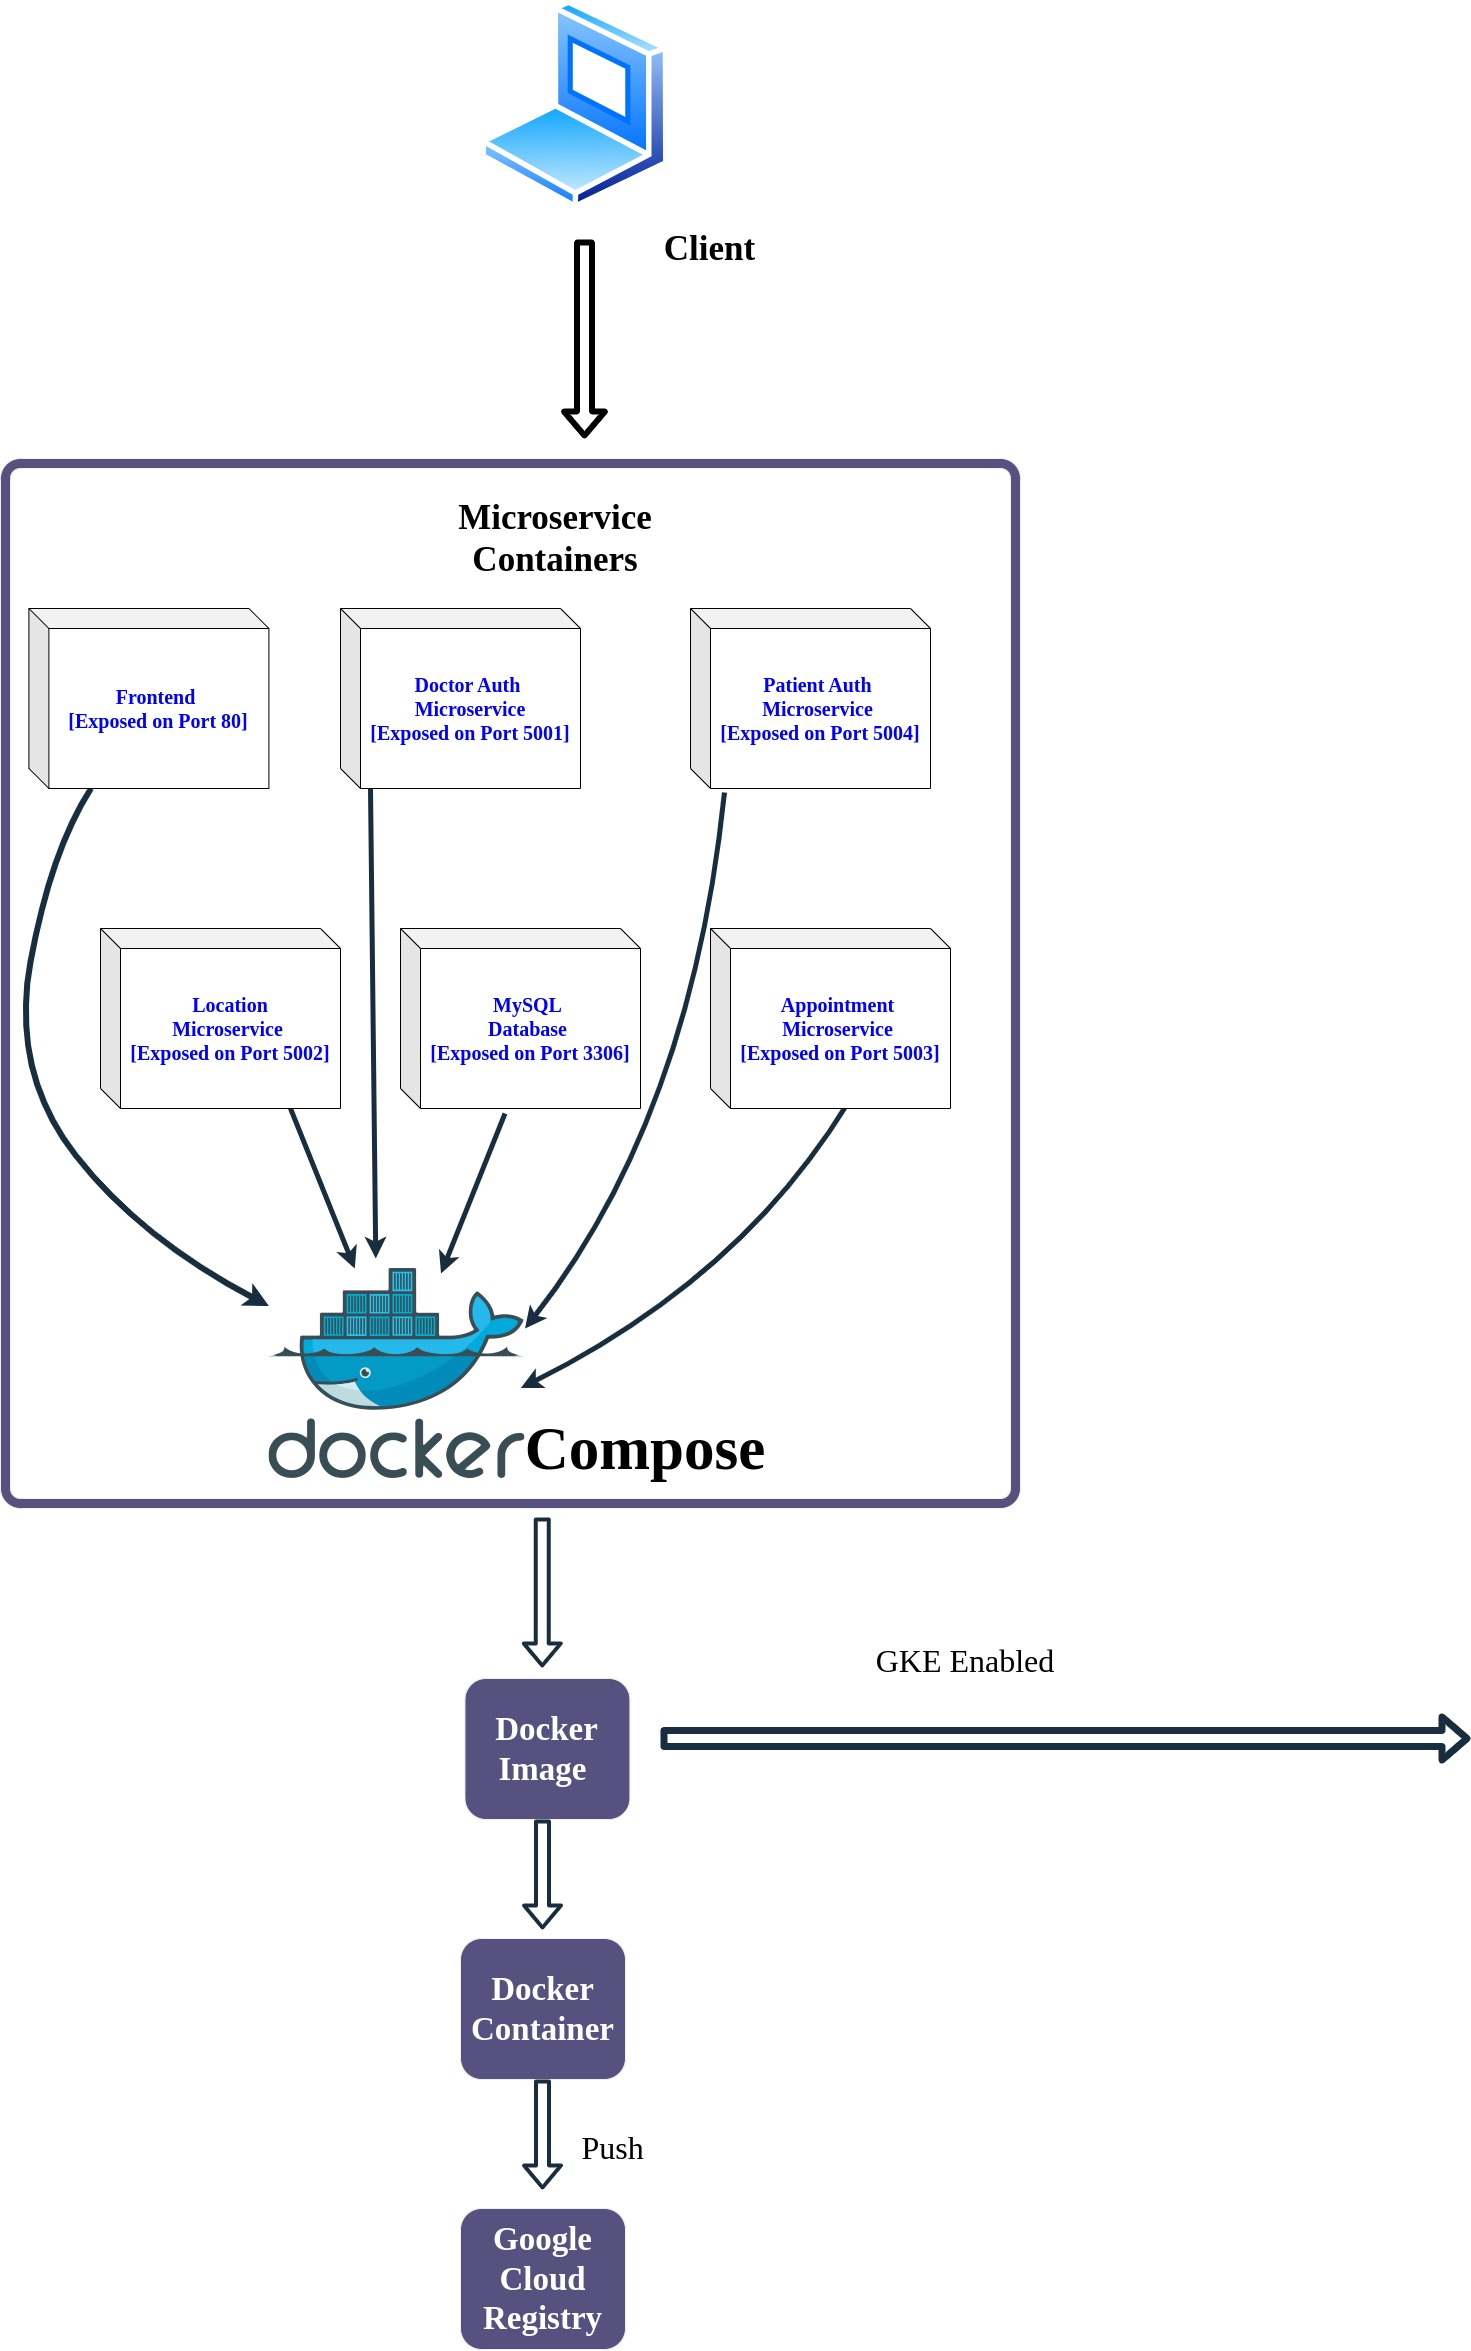 Client
Microservice
Containers
Frontend
[Exposed on Port 80]
Doctor Auth
Microservice
[Exposed on Port 5001]
Patient Auth
Microservice
[Exposed on Port 5004]
Location
Microservice
[Exposed on Port 5002]
MySQL
Database
[Exposed on Port 3306]
Appointment
Microservice
[Exposed on Port 5003]
docker Compose
GKE Enabled
Docker
Image
Docker
Container
Push
Google
Cloud
Registry